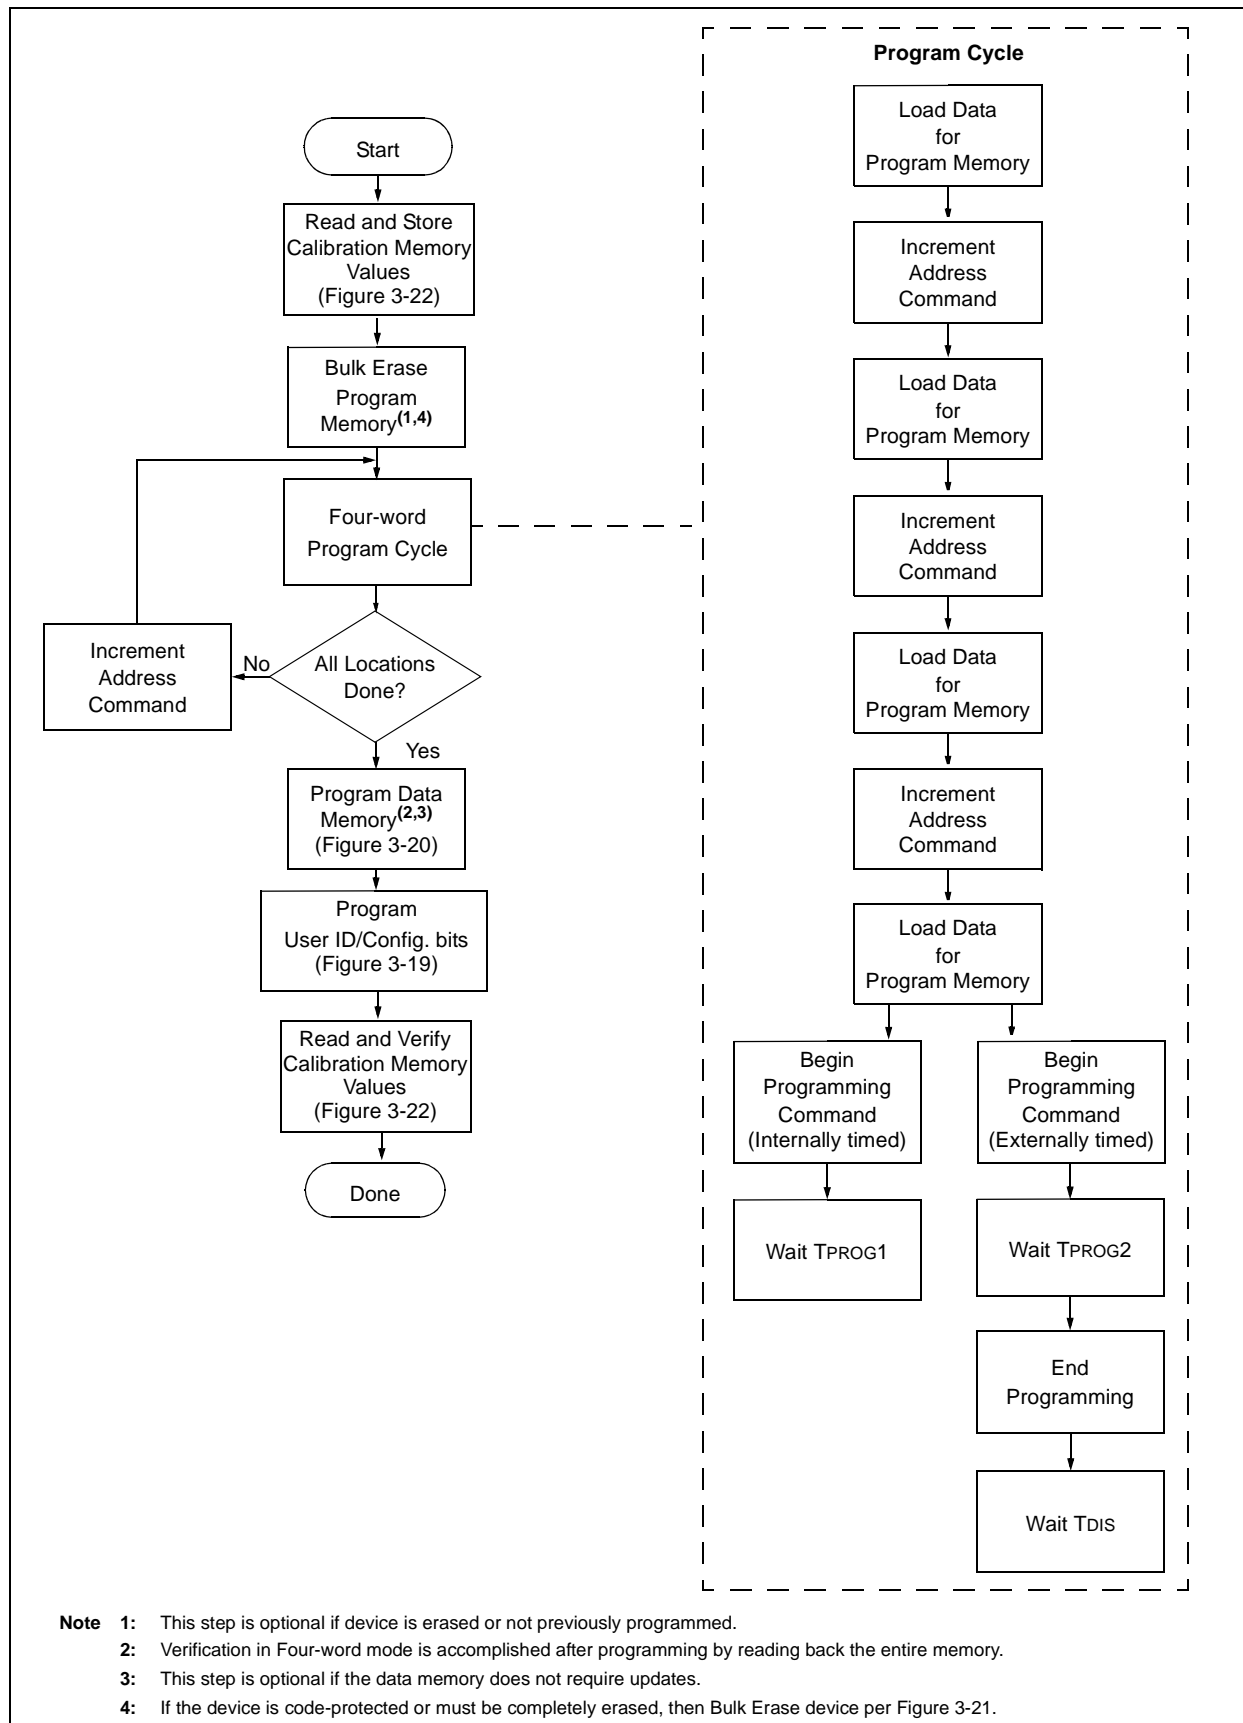 Start
Read and Store
Calibration Memory
Values
(Figure 3-22)
Bulk Erase
Program
Memory(1,4)
Four-word
Program Cycle
All Locations
Done?
No
Increment
Address
Command
Yes
Program Data
Memory(2,3)
(Figure 3-20)
Program
User ID/Config. bits
(Figure 3-19)
Read and Verify
Calibration Memory
Values
(Figure 3-22)
Done
Program Cycle
Load Data
for
Program Memory
Increment
Address
Command
Load Data
for
Program Memory
Increment
Address
Command
Load Data
for
Program Memory
Increment
Address
Command
Load Data
for
Program Memory
Begin
Programming
Command
(Internally timed)
Wait TPROG1
Begin
Programming
Command
(Externally timed)
Wait TPROG2
End
Programming
Wait TDIS
Note 1: This step is optional if device is erased or not previously programmed.
2: Verification in Four-word mode is accomplished after programming by reading back the entire memory.
3: This step is optional if the data memory does not require updates.
4: If the device is code-protected or must be completely erased, then Bulk Erase device per Figure 3-21.